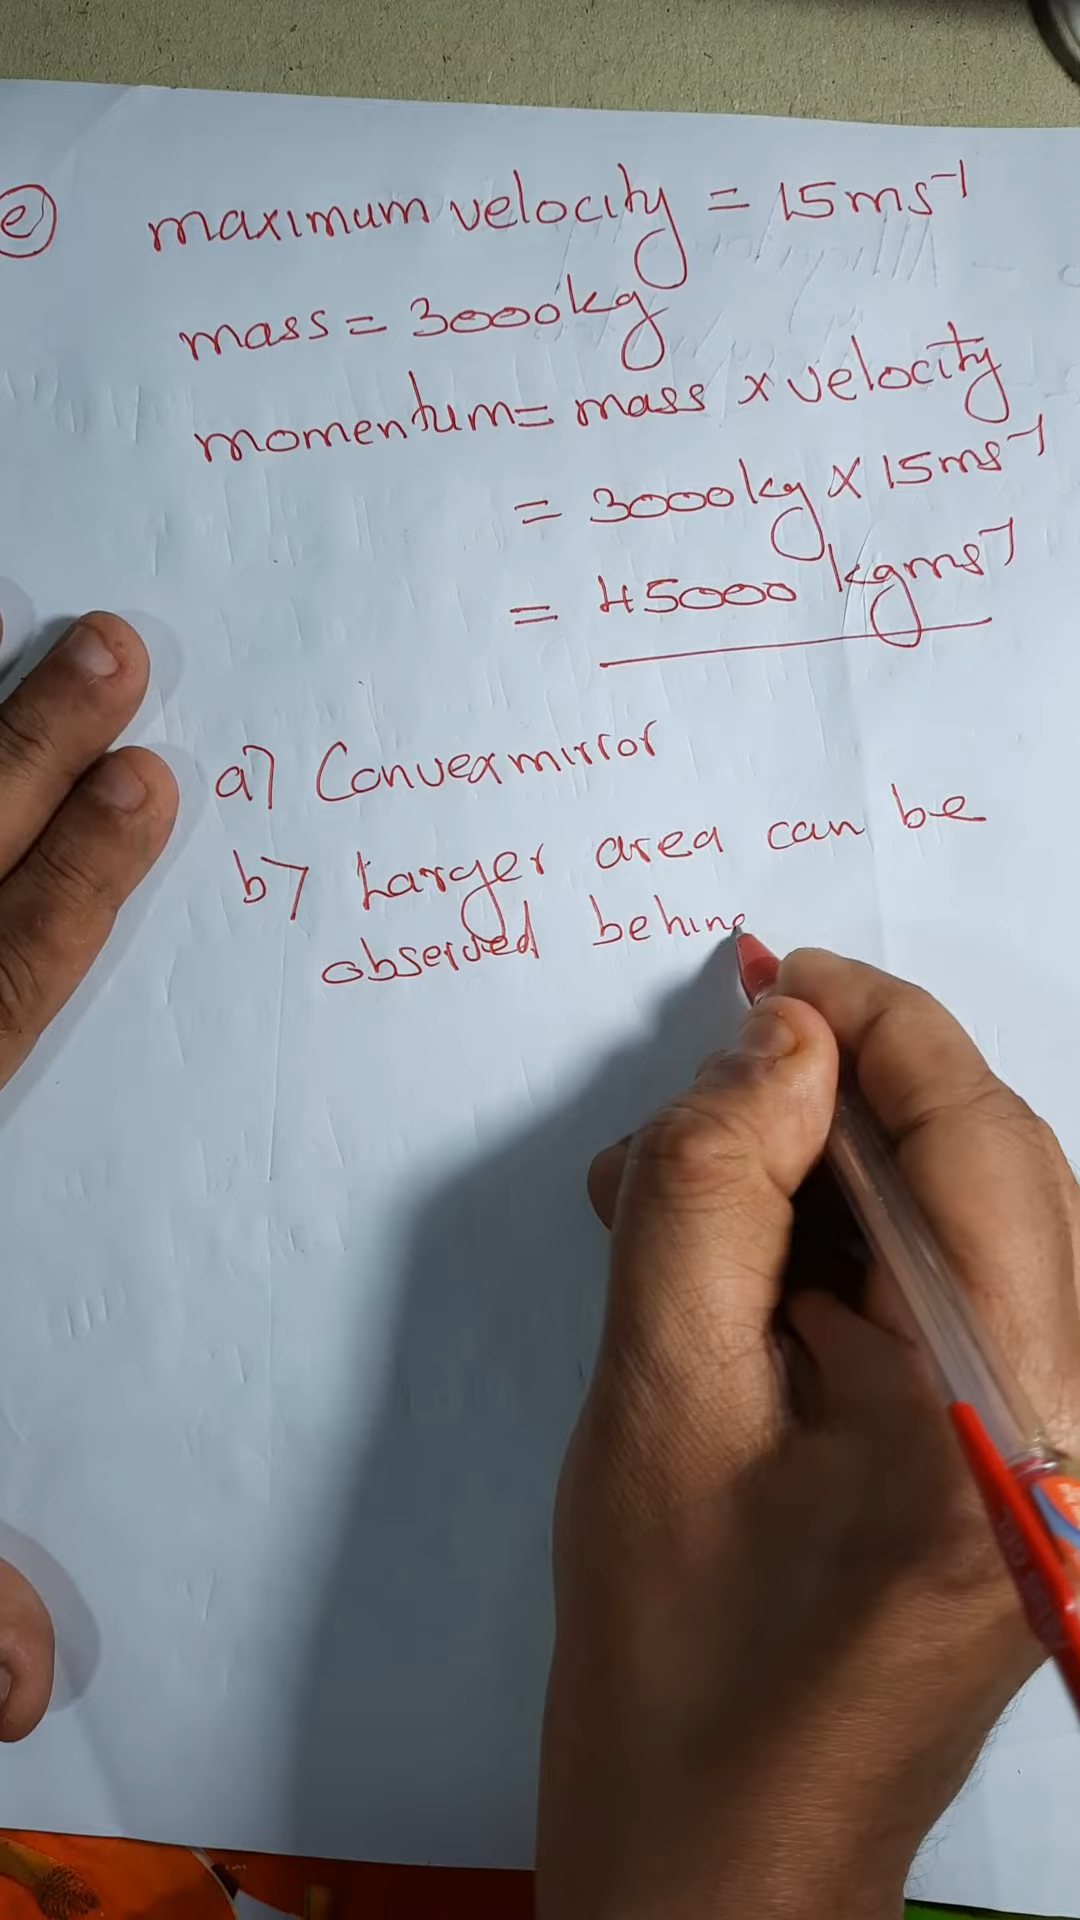 e
maximum velocity = 15ms⁻¹
mass = 3000kg
momentum = mass x velocity
= 3000kg x 15ms⁻¹
= 45000 kgms⁻¹
a) Convex mirror
b) Larger area can be
observed behind